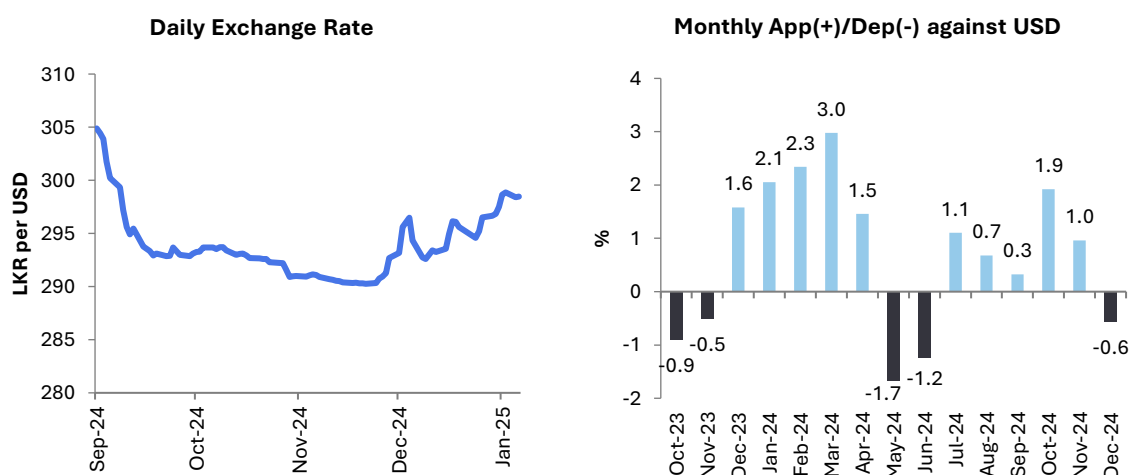 Daily Exchange Rate
LKR per USD
310
305
300
295
290
285
280
Sep-24
Oct-24
Nov-24
Dec-24
Jan-25
Monthly App(+)/Dep(-) against USD
%
4
3
2
1
0
-1
-2
-0.9
-0.5
1.6
2.1
2.3
3.0
1.5
-1.7
-1.2
1.1
0.7
0.3
1.9
1.0
-0.6
Oct-23
Nov-23
Dec-23
Jan-24
Feb-24
Mar-24
Apr-24
May-24
Jun-24
Jul-24
Aug-24
Sep-24
Oct-24
Nov-24
Dec-24